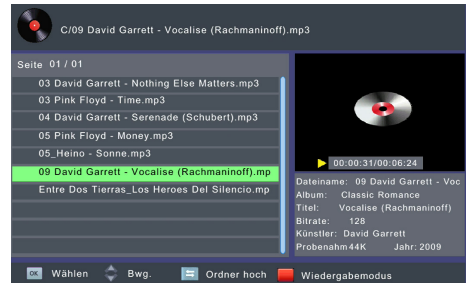 C/09 David Garrett - Vocalise (Rachmaninoff).mp3
Seite 01 / 01
03 David Garrett - Nothing Else Matters.mp3
03 Pink Floyd - Time.mp3
04 David Garrett - Serenade (Schubert).mp3
05 Pink Floyd - Money.mp3
05_Heino - Sonne.mp3
09 David Garrett - Vocalise (Rachmaninoff).mp
Entre Dos Tierras_Los Heroes Del Silencio.mp
00:00:31/00:06:24
Dateiname: 09 David Garrett - Voc
Album: Classic Romance
Titel: Vocalise (Rachmaninoff)
Bitrate: 128
Künstler: David Garrett
Probenahm44K Jahr: 2009
OK Wählen Bwg. Ordner hoch Wiedergabemodus